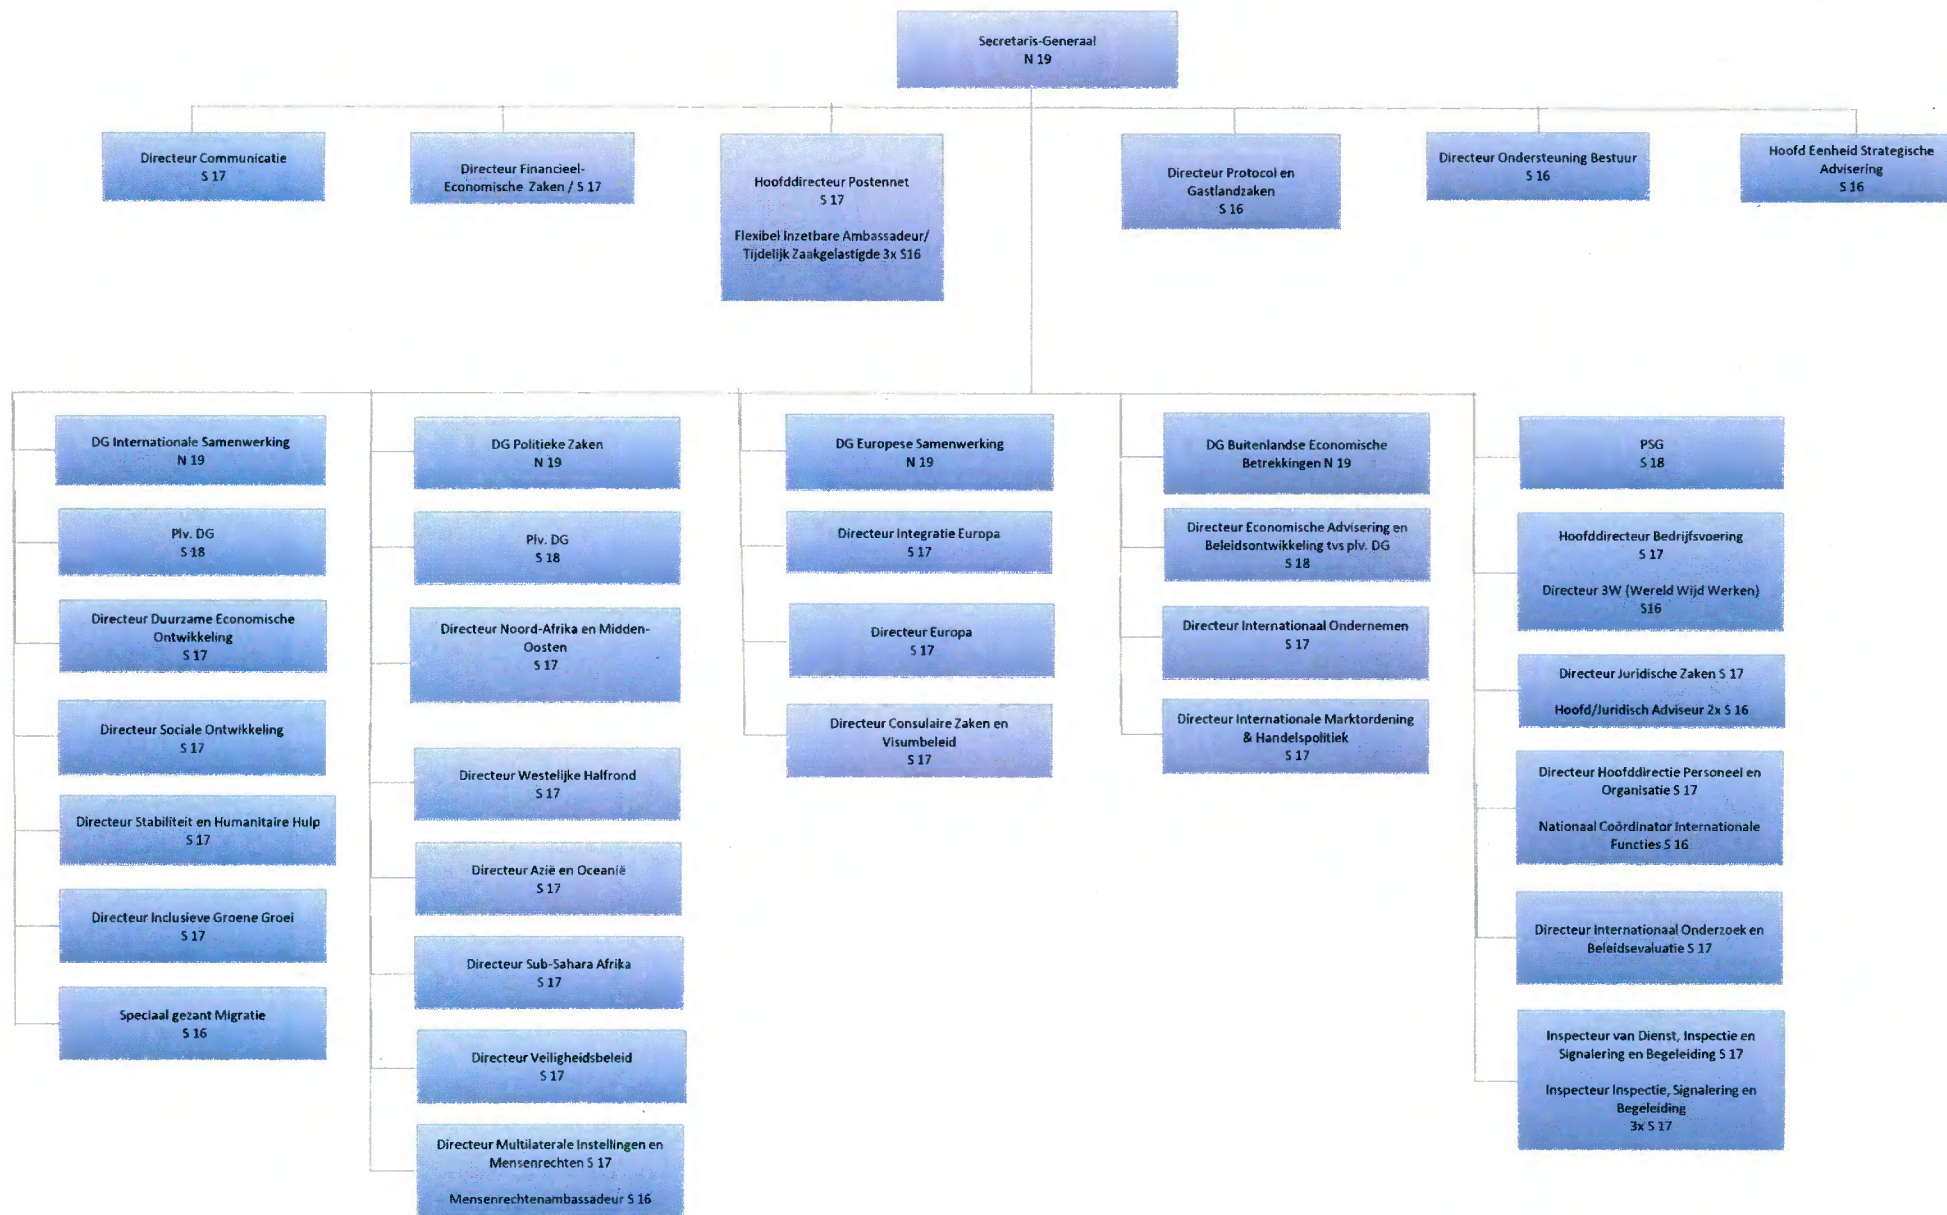 Secretaris-Generaal
N 19
Directeur Communicatie
S 17
Directeur Financieel-
Economische Zaken / S 17
Hoofddirecteur Postennet
S 17
Flexibel Inzetbare Ambassadeur/
Tijdelijk Zaakgelastigde 3x S16
Directeur Protocol en
Gastlandzaken
S 16
Directeur Ondersteuning Bestuur
S 16
Hoofd Eenheid Strategische
Advisering
S 16
DG Internationale Samenwerking
N 19
Plv. DG
S 18
Directeur Duurzame Economische
Ontwikkeling
S 17
Directeur Sociale Ontwikkeling
S 17
Directeur Stabiliteit en Humanitaire Hulp
S 17
Directeur Inclusieve Groene Groei
S 17
Speciaal gezant Migratie
S 16
DG Politieke Zaken
N 19
Plv. DG
S 18
Directeur Noord-Afrika en Midden-
Oosten
S 17
Directeur Westelijke Halfrond
S 17
Directeur Azië en Oceanië
S 17
Directeur Sub-Sahara Afrika
S 17
Directeur Veiligheidsbeleid
S 17
Directeur Multilaterale Instellingen en
Mensenrechten S 17
Mensenrechtenambassadeur S 16
DG Europese Samenwerking
N 19
Directeur Integratie Europa
S 17
Directeur Europa
S 17
Directeur Consulaire Zaken en
Visumbeleid
S 17
DG Buitenlandse Economische
Betrekkingen N 19
Directeur Economische Advisering en
Beleidsontwikkeling tvs plv. DG
S 18
Directeur Internationaal Ondernemen
S 17
Directeur Internationale Marktordening
& Handelspolitiek
S 17
PSG
S 18
Hoofddirecteur Bedrijfsvoering
S 17
Directeur 3W (Wereld Wijd Werken)
S16
Directeur Juridische Zaken S 17
Hoofd/Juridisch Adviseur 2x S 16
Directeur Hoofddirectie Personeel en
Organisatie S 17
Nationaal Coördinator Internationale
Functies S 16
Directeur Internationaal Onderzoek en
Beleidsevaluatie S 17
Inspecteur van Dienst, Inspectie en
Signalering en Begeleiding S 17
Inspecteur Inspectie, Signalering en
Begeleiding
3x S 17